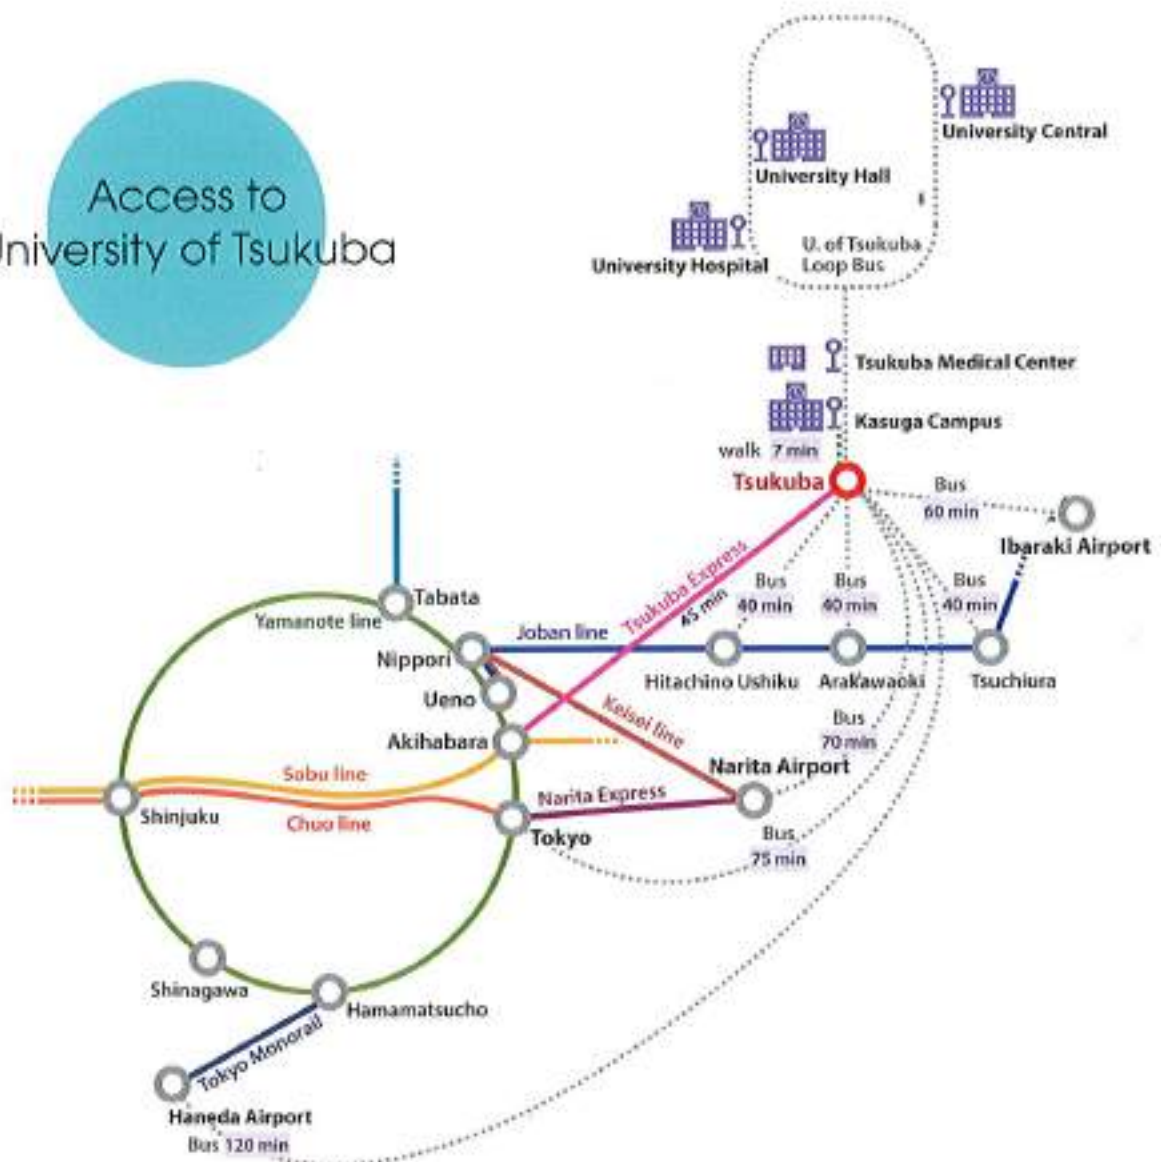 Access to
University of Tsukuba
University Central
University Hall
U. of Tsukuba
Loop Bus
University Hospital
Tsukuba Medical Center
Kasuga Campus
walk 7 min
Tsukuba
Bus
60 min
Ibaraki Airport
Tsukuba Express
45 min
Bus
40 min
Bus
40 min
Bus
40 min
Tabata
Yamanote line
Joban line
Nippori
Hitachino Ushiku
Arakawaoki
Tsuchiura
Ueno
Keisei line
Akihabara
Bus
70 min
Narita Airport
Sobu line
Narita Express
Shinjuku
Chuo line
Tokyo
Bus
75 min
Shinagawa
Hamamatsucho
Tokyo Monorail
Haneda Airport
Bus 120 min